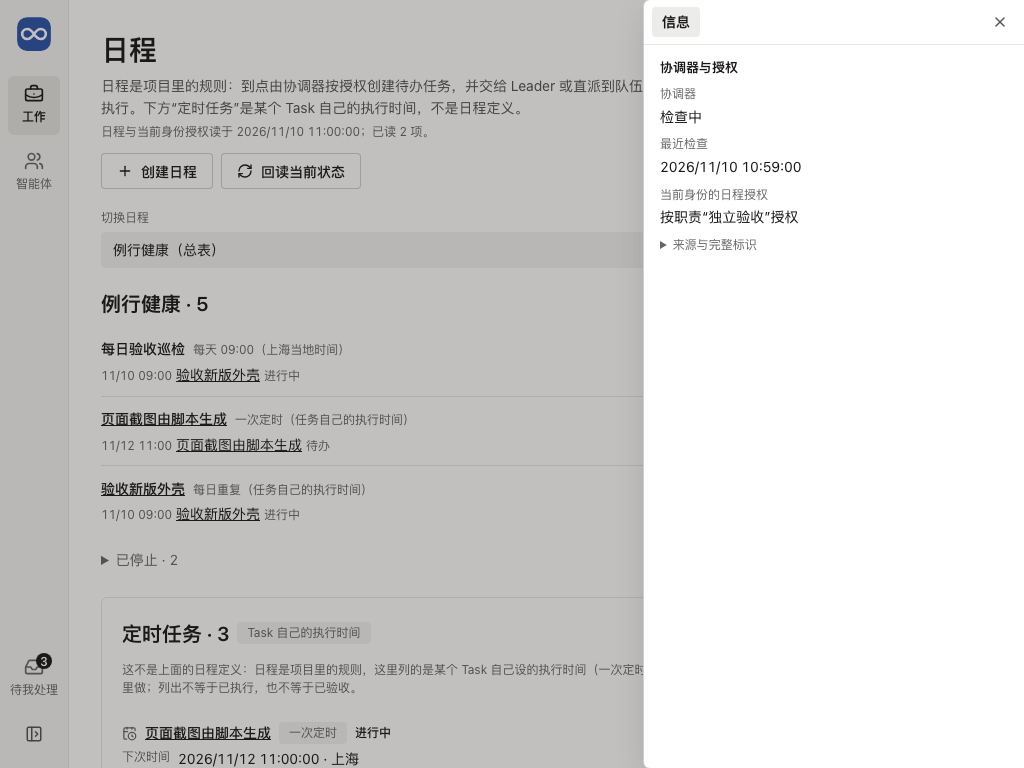 工作
智能体
3
待我处理
日程
日程是项目里的规则：到点由协调器按授权创建待办任务，并交给 Leader 或直派到队伍
执行。下方“定时任务”是某个 Task 自己的执行时间，不是日程定义。
日程与当前身份授权读于 2026/11/10 11:00:00；已读 2 项。
创建日程
回读当前状态
切换日程
例行健康（总表）
例行健康 · 5
每日验收巡检 每天 09:00（上海当地时间）
11/10 09:00 验收新版外壳 进行中
页面截图由脚本生成 一次定时（任务自己的执行时间）
11/12 11:00 页面截图由脚本生成 待办
验收新版外壳 每日重复（任务自己的执行时间）
11/10 09:00 验收新版外壳 进行中
已停止 · 2
定时任务 · 3 Task 自己的执行时间
这不是上面的日程定义：日程是项目里的规则，这里列的是某个 Task 自己设的执行时间（一次定时
里做；列出不等于已执行，也不等于已验收。
页面截图由脚本生成 一次定时 进行中
下次时间 2026/11/12 11:00:00 · 上海
信息
协调器与授权
协调器
检查中
最近检查
2026/11/10 10:59:00
当前身份的日程授权
按职责“独立验收”授权
来源与完整标识